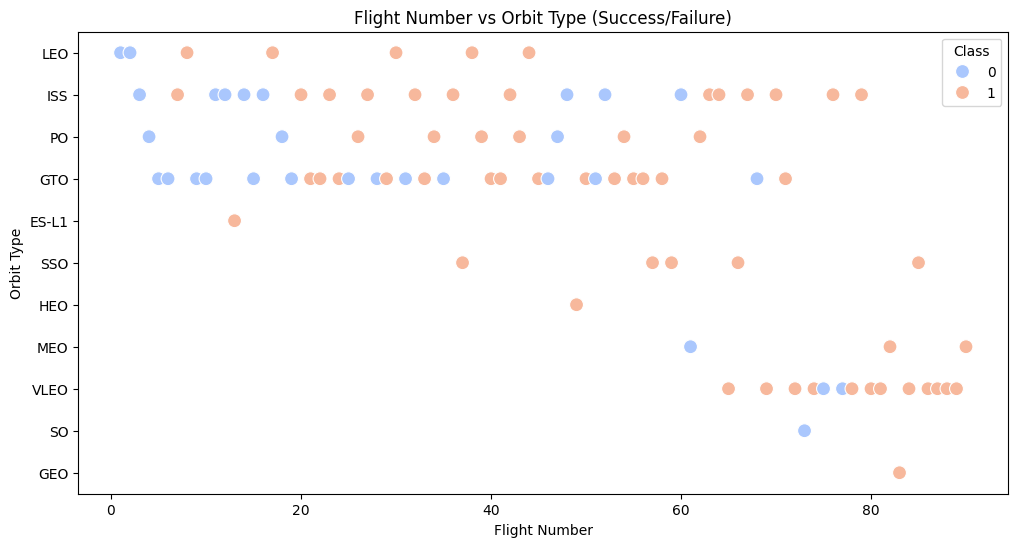 Flight Number vs Orbit Type (Success/Failure)
Class
0
1
LEO
ISS
PO
GTO
ES-L1
SSO
HEO
MEO
VLEO
SO
GEO
Orbit Type
0 20 40 60 80
Flight Number